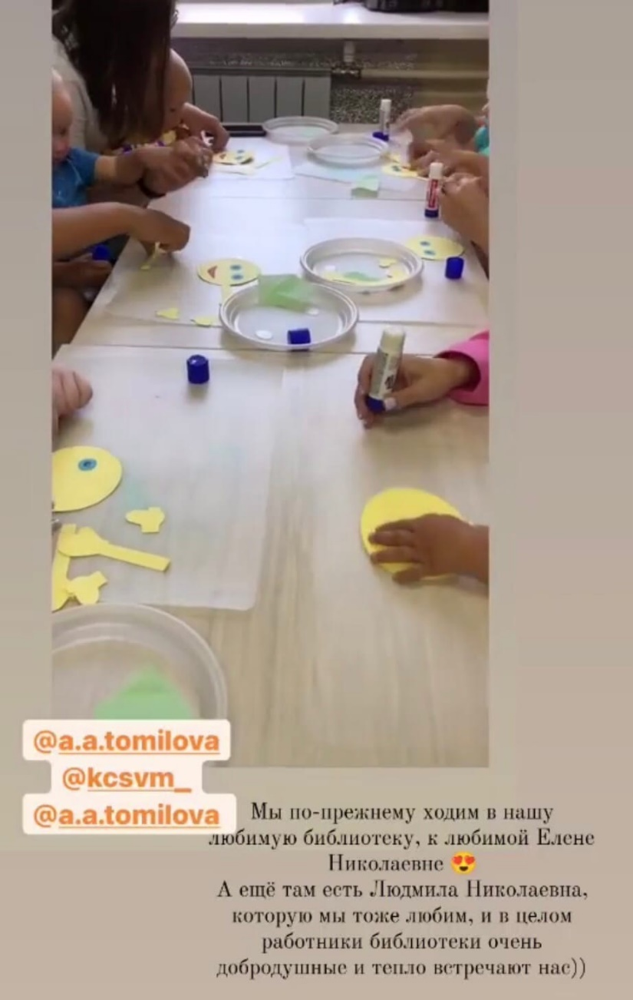 @a.a.tomilova
@kcsvm_
@a.a.tomilova
Мы по-прежнему ходим в нашу
любимую библиотеку, к любимой Елене
Николаевне 😍
А ещё там есть Людмила Николаевна,
которую мы тоже любим, и в целом
работники библиотеки очень
добродушные и тепло встречают нас))